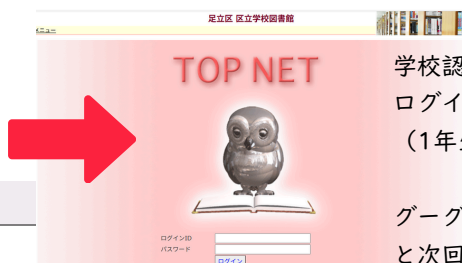 足立区 区立学校図書館
メニュー
TOP NET
ログインID
パスワード
ログイン
学校認
ログイ
（1年生
グーグ
と次回